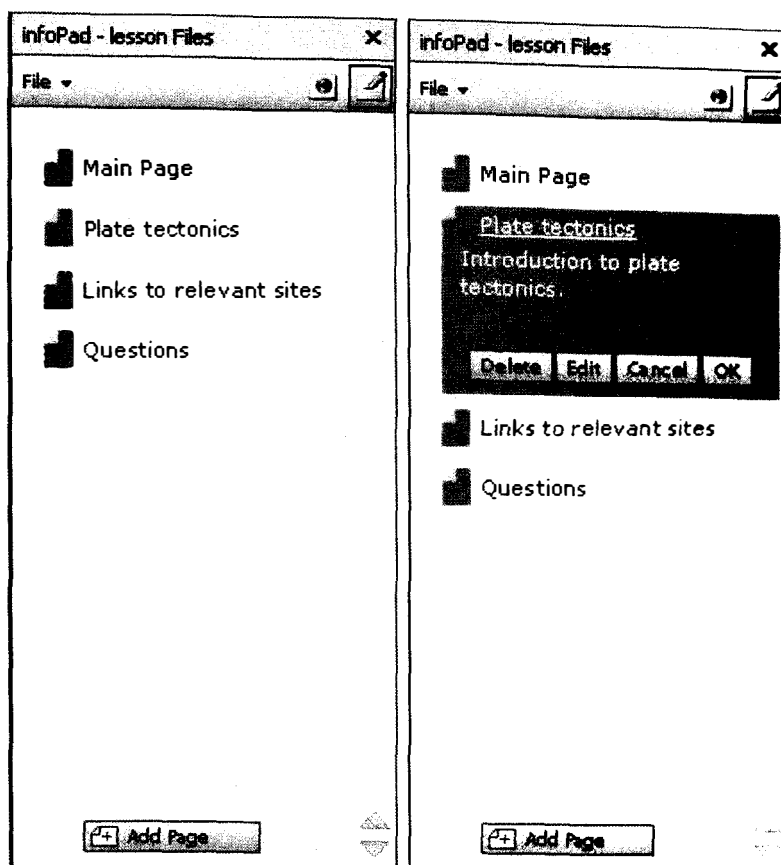 infoPad - lesson Files
File
Main Page
Plate tectonics
Links to relevant sites
Questions
Add Page
infoPad - lesson Files
File
Main Page
Plate tectonics
Introduction to plate
tectonics.
Delete Edit Cancel OK
Links to relevant sites
Questions
Add Page